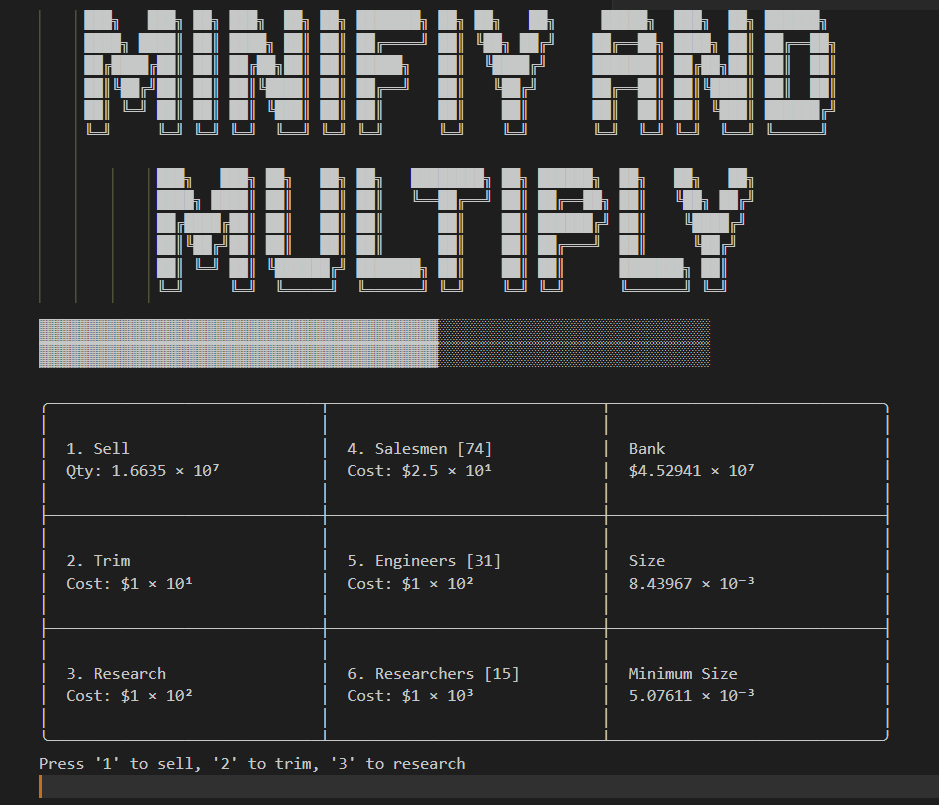 MINIFIY AND
MULTIPLY
1. Sell
Qty: 1.6635 × 10⁷
4. Salesmen [74]
Cost: $2.5 × 10¹
Bank
$4.52941 × 10⁷
2. Trim
Cost: $1 × 10¹
5. Engineers [31]
Cost: $1 × 10²
Size
8.43967 × 10⁻³
3. Research
Cost: $1 × 10²
6. Researchers [15]
Cost: $1 × 10³
Minimum Size
5.07611 × 10⁻³
Press '1' to sell, '2' to trim, '3' to research